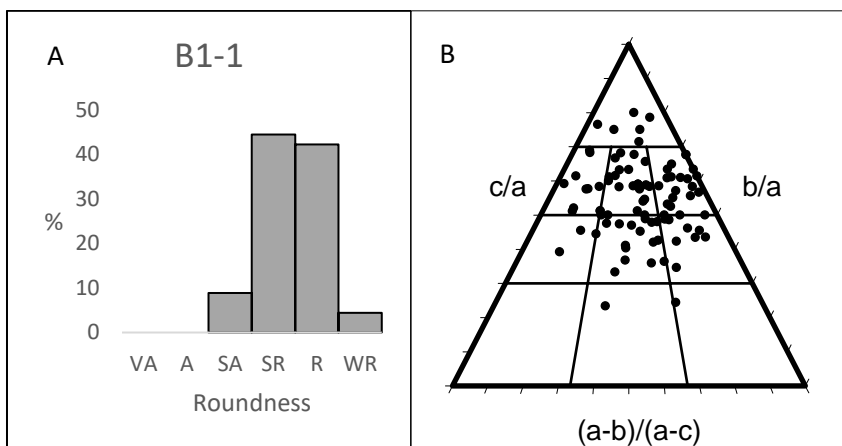 A
B1-1
50
40
30
20
10
0
%
VA A SA SR R WR
Roundness
B
c/a
b/a
(a-b)/(a-c)